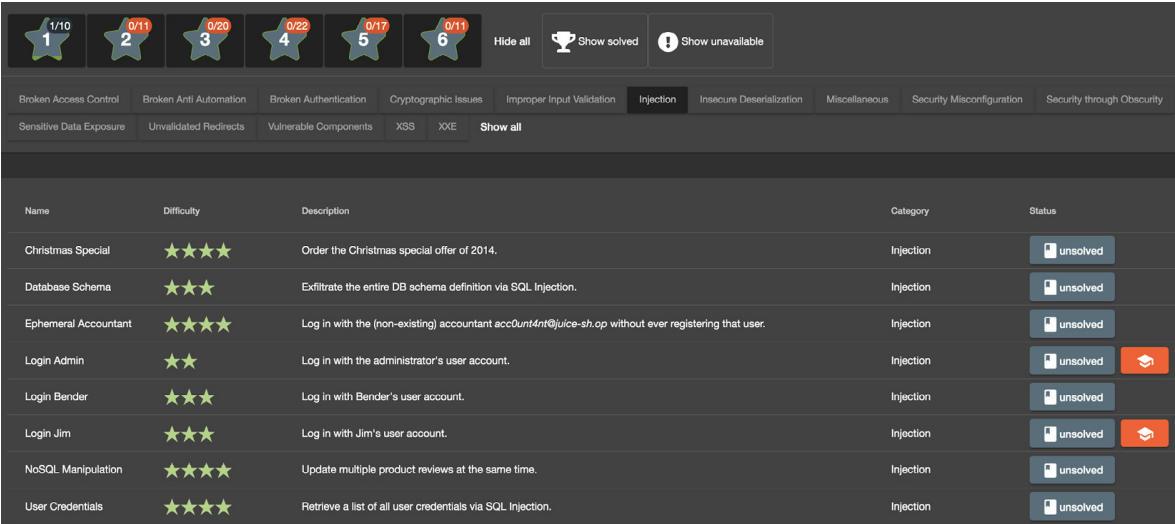 1/10 0/11 0/20 0/22 0/17 0/11
1 2 3 4 5 6 Hide all Show solved ! Show unavailable
Broken Access Control Broken Anti Automation Broken Authentication Cryptographic Issues Improper Input Validation Injection Insecure Deserialization Miscellaneous Security Misconfiguration Security through Obscurity
Sensitive Data Exposure Unvalidated Redirects Vulnerable Components XSS XXE Show all
Name Difficulty Description Category Status
Christmas Special Order the Christmas special offer of 2014. Injection unsolved
Database Schema Exfiltrate the entire DB schema definition via SQL Injection. Injection unsolved
Ephemeral Accountant Log in with the (non-existing) accountant acc0unt4nt@juice-sh.op without ever registering that user. Injection unsolved
Login Admin Log in with the administrator's user account. Injection unsolved
Login Bender Log in with Bender's user account. Injection unsolved
Login Jim Log in with Jim's user account. Injection unsolved
NoSQL Manipulation Update multiple product reviews at the same time. Injection unsolved
User Credentials Retrieve a list of all user credentials via SQL Injection. Injection unsolved